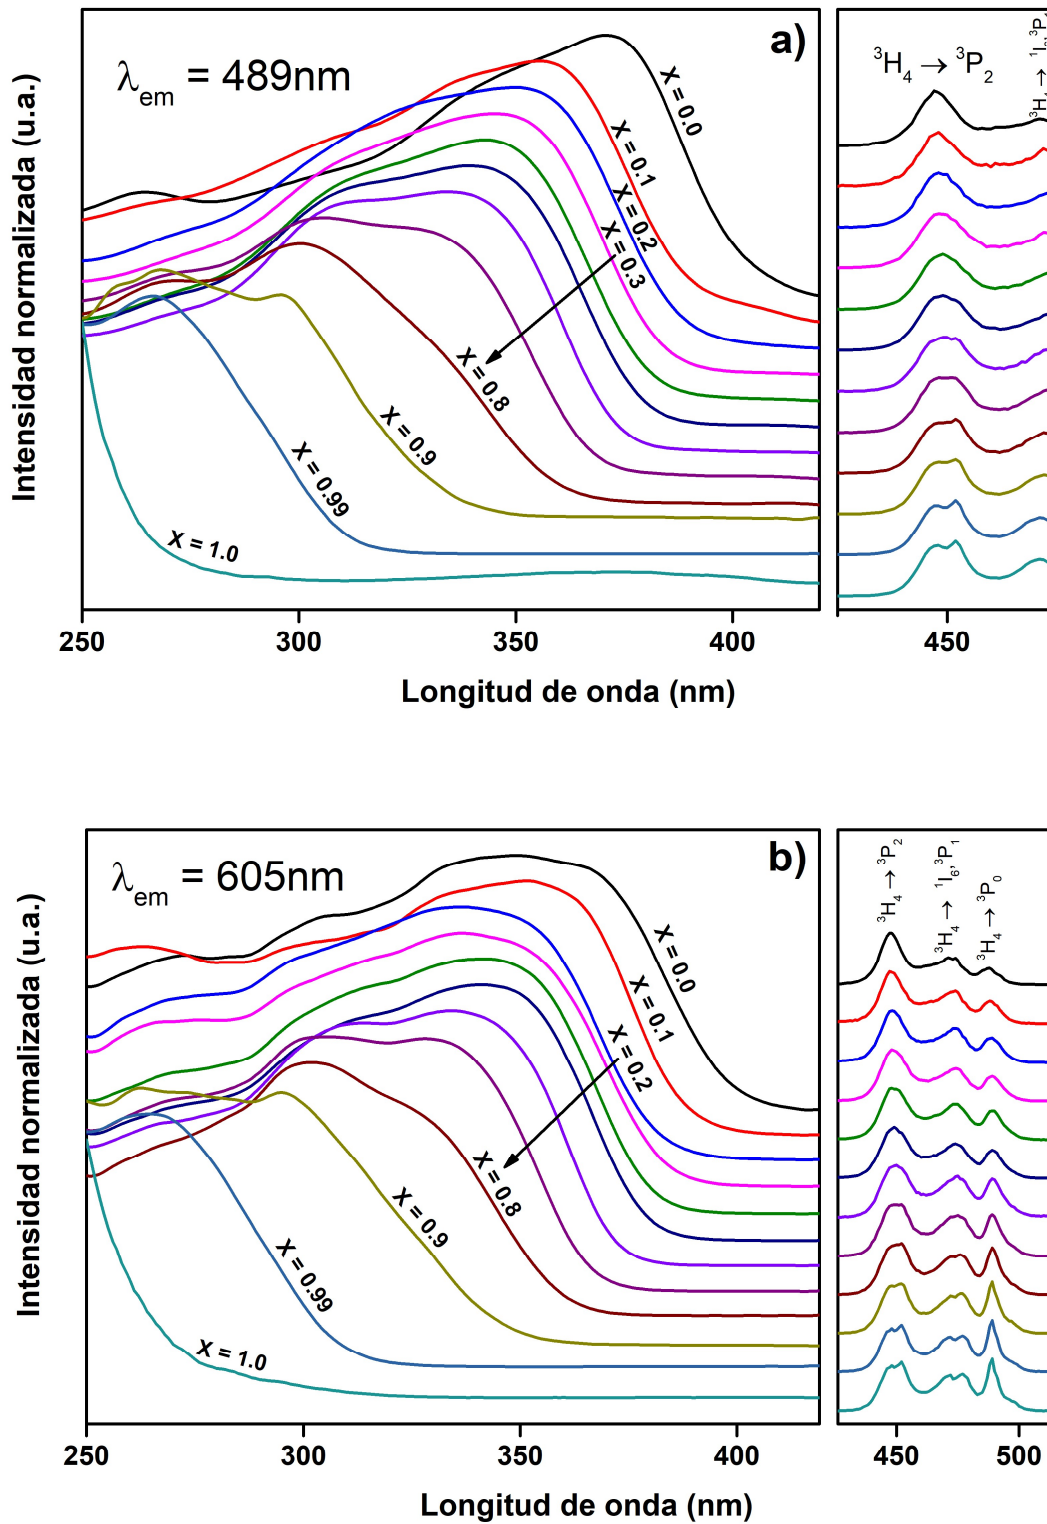 a)
λem = 489nm
³H₄ → ³P₂
³H₄ → ¹I₆, ³P₁
X = 0.0
X = 0.1
X = 0.2
X = 0.3
X = 0.8
X = 0.9
X = 0.99
X = 1.0
Intensidad normalizada (u.a.)
250 300 350 400 450
Longitud de onda (nm)
b)
λem = 605nm
³H₄ → ³P₂
³H₄ → ¹I₆, ³P₁
³H₄ → ³P₀
X = 0.0
X = 0.1
X = 0.2
X = 0.8
X = 0.9
X = 0.99
X = 1.0
Intensidad normalizada (u.a.)
250 300 350 400 450 500
Longitud de onda (nm)